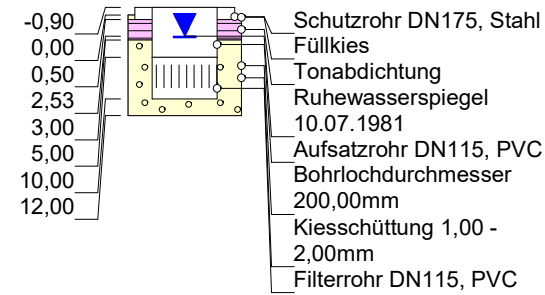 -0,90
0,00
0,50
2,53
3,00
5,00
10,00
12,00
Schutzrohr DN175, Stahl
Füllkies
Tonabdichtung
Ruhewasserspiegel
10.07.1981
Aufsatzrohr DN115, PVC
Bohrlochdurchmesser
200,00mm
Kiesschüttung 1,00 -
2,00mm
Filterrohr DN115, PVC